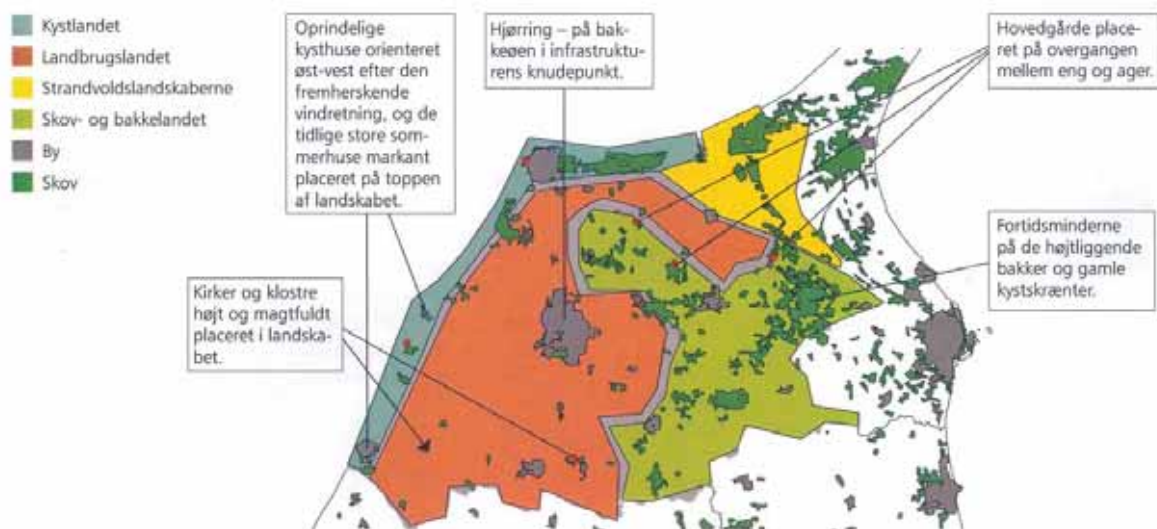 Kystlandet
Landbrugslandet
Strandvoldslandskaberne
Skov- og bakkelandet
By
Skov
Oprindelige
kysthuse orienteret
øst-vest efter den
fremherskende
vindretning, og de
tidlige store som-
merhuse markant
placeret på toppen
af landskabet.
Hjørring – på bak-
keøen i infrastruktu-
rens knudepunkt.
Hovedgårde place-
ret på overgangen
mellem eng og ager.
Fortidsminderne
på de højtliggende
bakker og gamle
kystskrænter.
Kirker og klostre
højt og magtfuldt
placeret i landska-
bet.